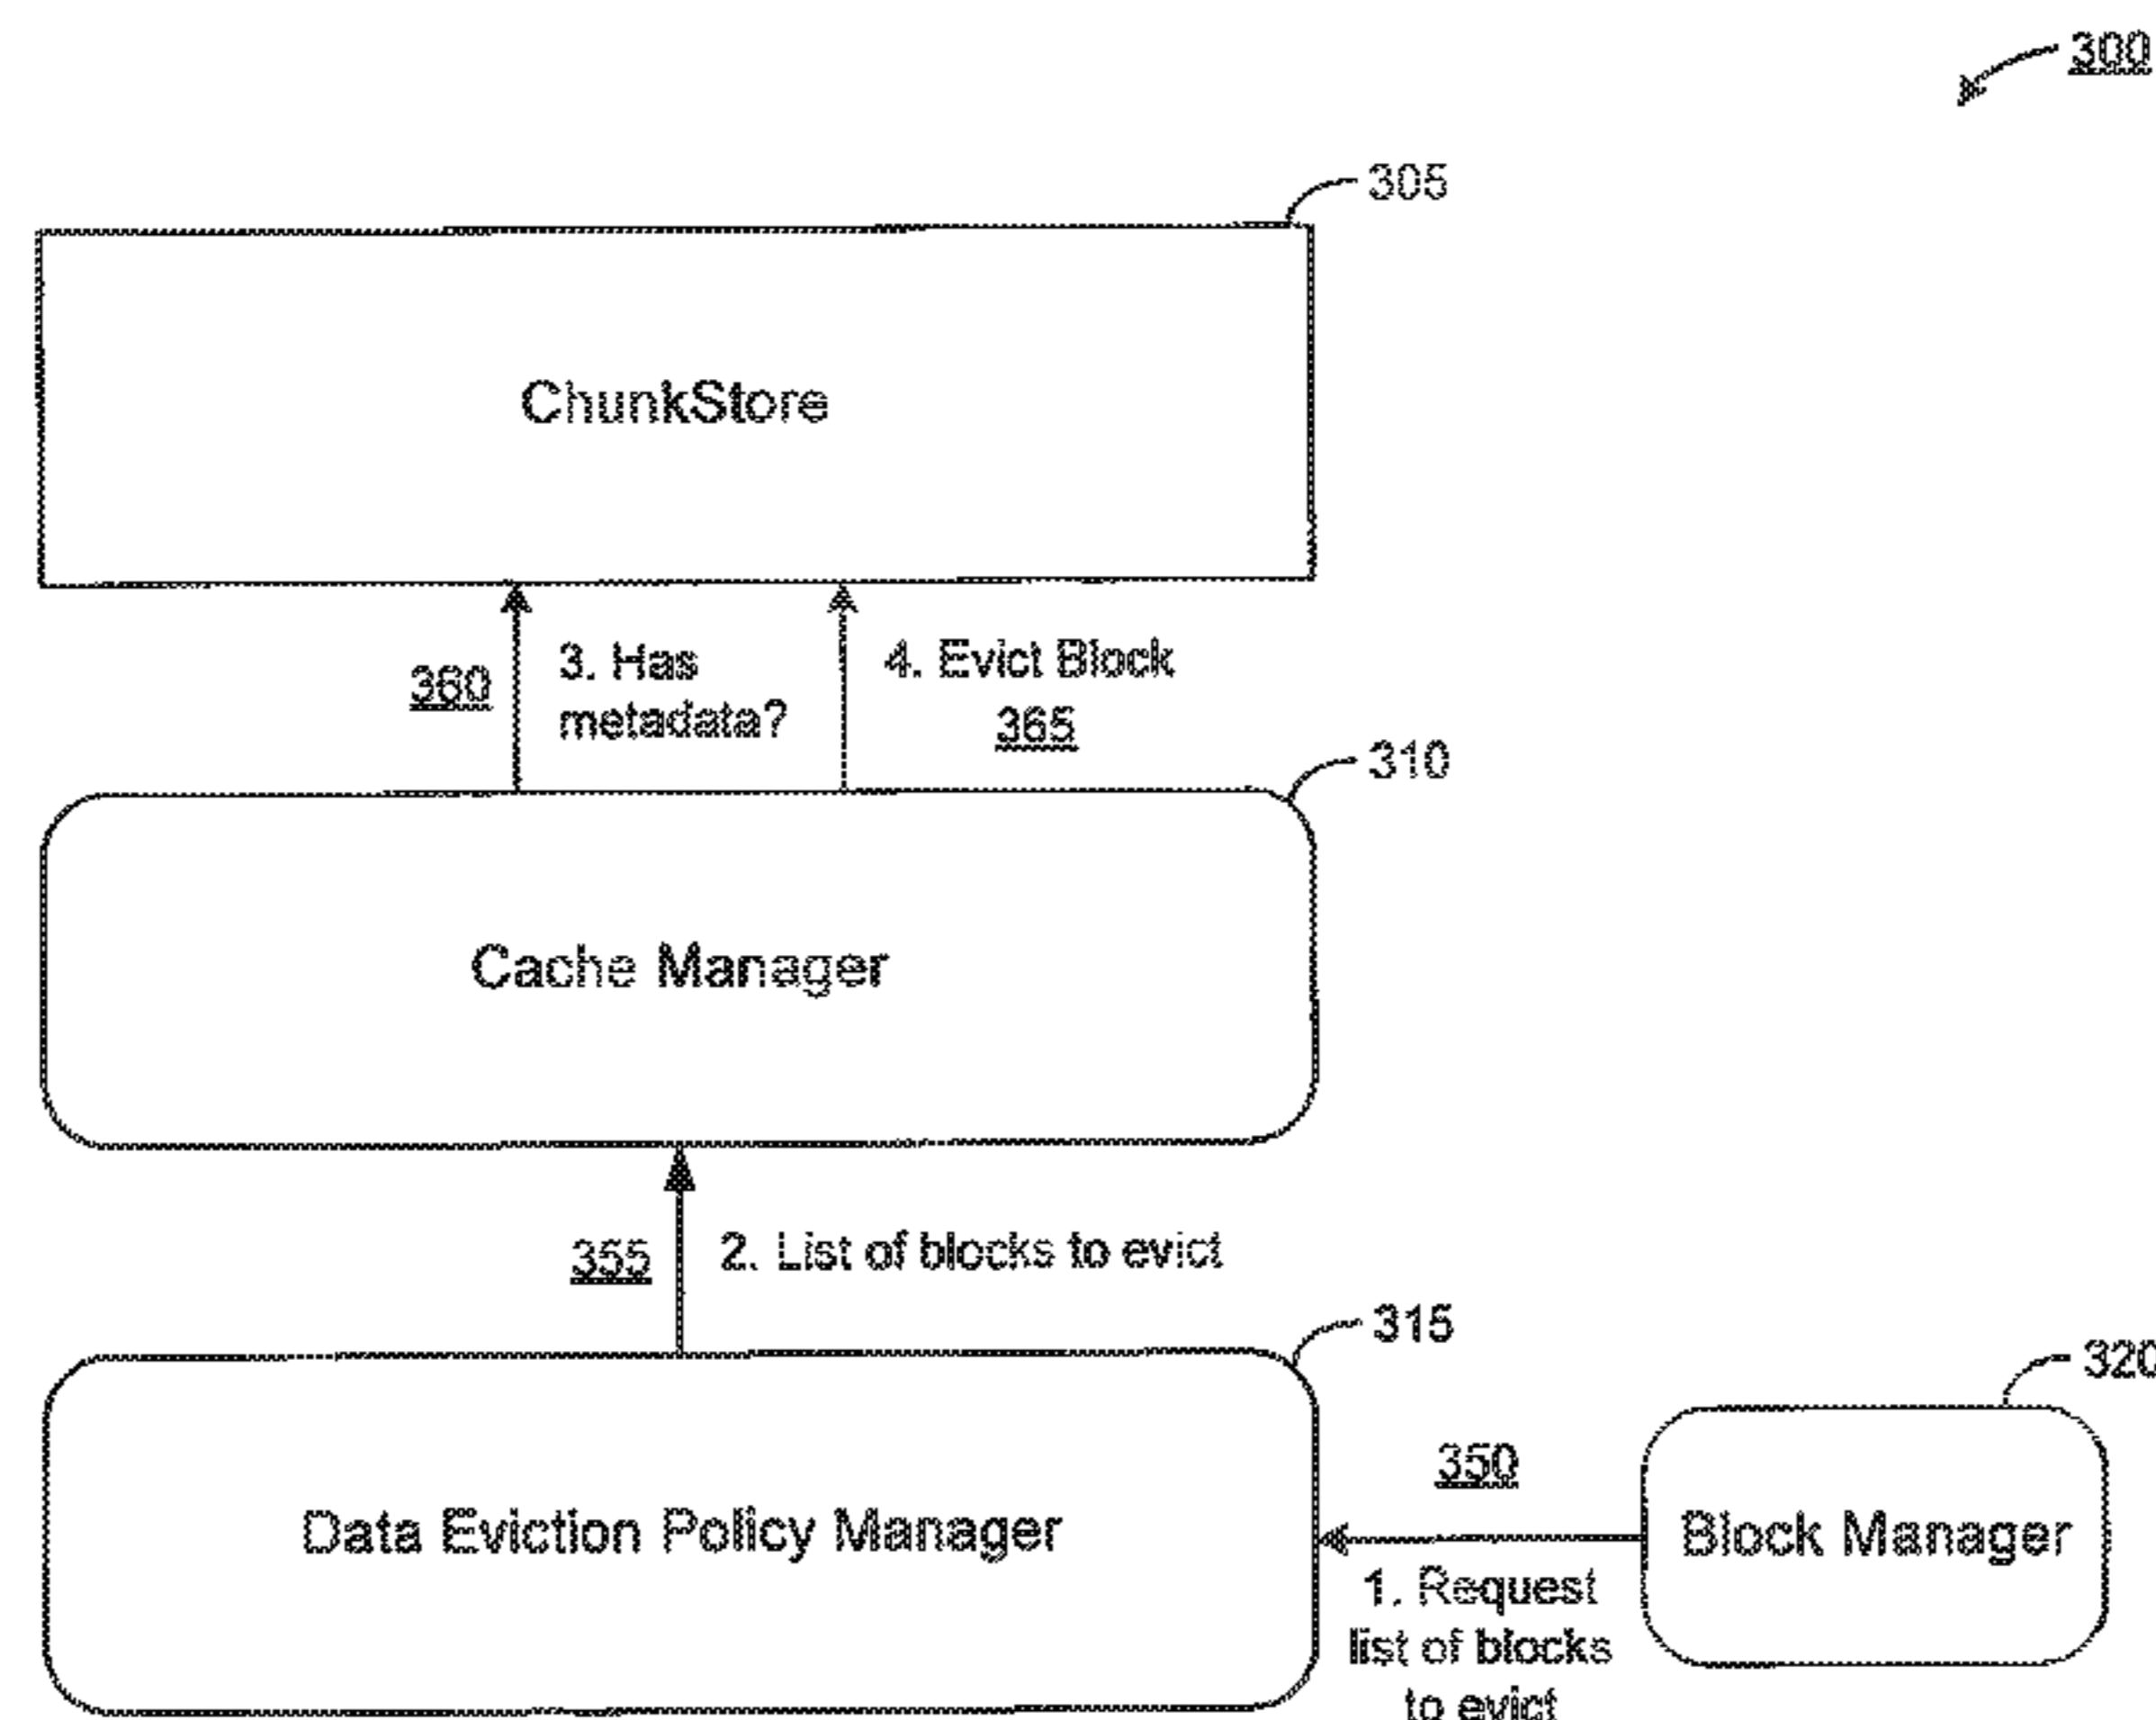 300
305
ChunkStore
360
3. Has
metadata?
4. Evict Block
365
310
Cache Manager
355
2. List of blocks to evict
315
320
350
Data Eviction Policy Manager
Block Manager
1. Request
list of blocks
to evict